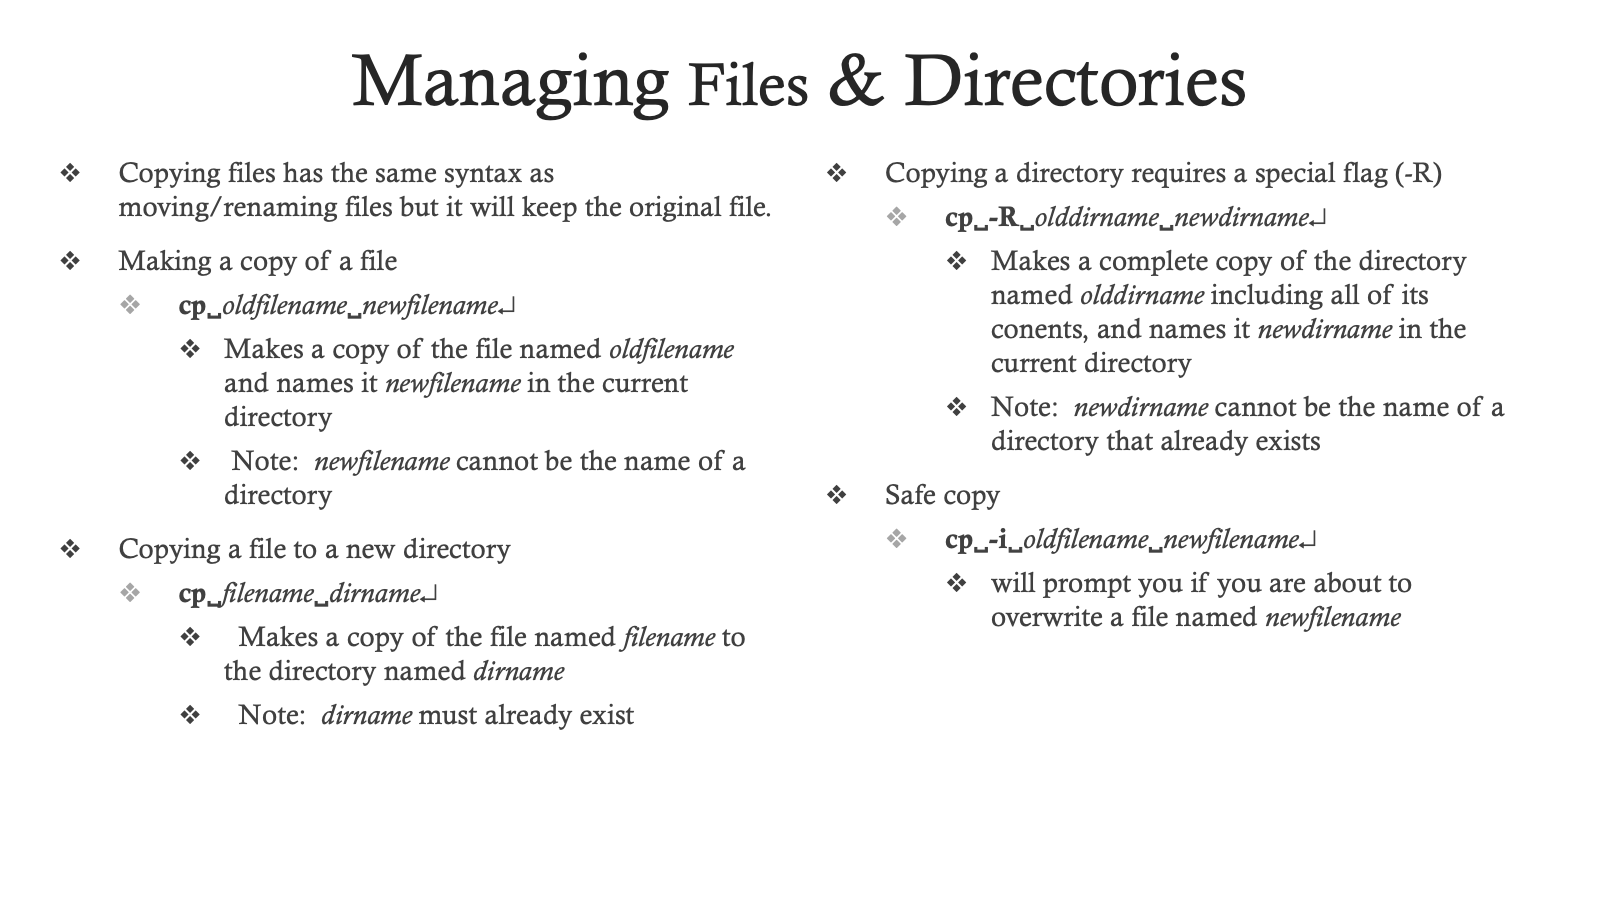 Managing Files & Directories
❖ Copying files has the same syntax as
moving/renaming files but it will keep the original file.
❖ Making a copy of a file
❖ cp␣oldfilename␣newfilename↵
❖ Makes a copy of the file named oldfilename
and names it newfilename in the current
directory
❖ Note: newfilename cannot be the name of a
directory
❖ Copying a file to a new directory
❖ cp␣filename␣dirname↵
❖ Makes a copy of the file named filename to
the directory named dirname
❖ Note: dirname must already exist
❖ Copying a directory requires a special flag (-R)
❖ cp␣-R␣olddirname␣newdirname↵
❖ Makes a complete copy of the directory
named olddirname including all of its
conents, and names it newdirname in the
current directory
❖ Note: newdirname cannot be the name of a
directory that already exists
❖ Safe copy
❖ cp␣-i␣oldfilename␣newfilename↵
❖ will prompt you if you are about to
overwrite a file named newfilename